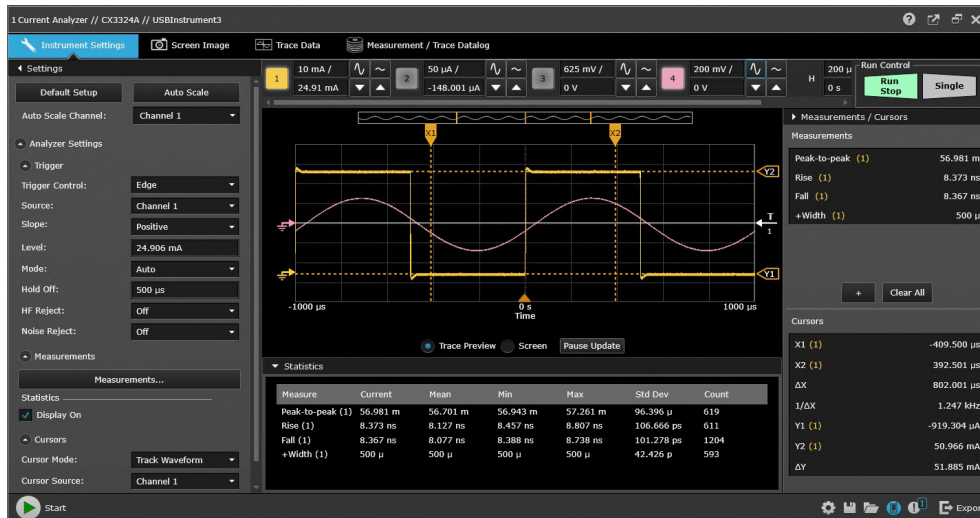 1 Current Analyzer // CX3324A // USBInstrument3
Instrument Settings Screen Image Trace Data Measurement / Trace Datalog
Settings
Default Setup Auto Scale
Auto Scale Channel: Channel 1
Analyzer Settings
Trigger
Trigger Control: Edge
Source: Channel 1
Slope: Positive
Level: 24.906 mA
Mode: Auto
Hold Off: 500 µs
HF Reject: Off
Noise Reject: Off
Measurements
Measurements...
Statistics
Display On
Cursors
Cursor Mode: Track Waveform
Cursor Source: Channel 1
1 10 mA / 24.91 mA
2 50 µA / -148.001 µA
3 625 mV / 0 V
4 200 mV / 0 V
H 200 µ 0 s
Run Control
Run Stop Single
X1 X2
Y2
T
1
Y1
-1000 µs 0 s 1000 µs
Time
Trace Preview Screen Pause Update
Statistics
Measure Current Mean Min Max Std Dev Count
Peak-to-peak (1) 56.981 m 56.701 m 56.943 m 57.261 m 96.396 µ 619
Rise (1) 8.373 ns 8.127 ns 8.457 ns 8.807 ns 106.666 ps 611
Fall (1) 8.367 ns 8.077 ns 8.388 ns 8.738 ns 101.278 ps 1204
+Width (1) 500 µ 500 µ 500 µ 500 µ 42.426 p 593
Measurements / Cursors
Measurements
Peak-to-peak (1) 56.981 m
Rise (1) 8.373 ns
Fall (1) 8.367 ns
+Width (1) 500 µ
+ Clear All
Cursors
X1 (1) -409.500 µs
X2 (1) 392.501 µs
ΔX 802.001 µs
1/ΔX 1.247 kHz
Y1 (1) -919.304 µA
Y2 (1) 50.966 mA
ΔY 51.885 mA
Start
1
Expor